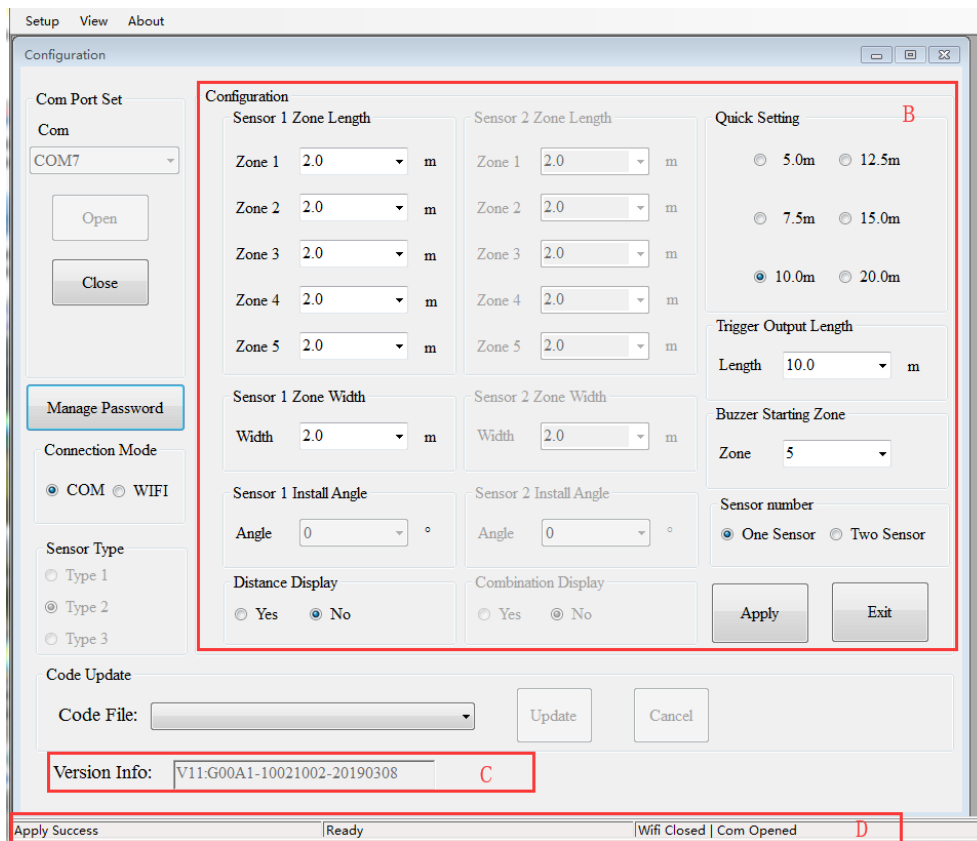 Setup View About
Configuration
Com Port Set
Com
COM7
Open
Close
Manage Password
Connection Mode
COM WIFI
Sensor Type
Type 1
Type 2
Type 3
Configuration
B
Sensor 1 Zone Length
Zone 1 2.0 m
Zone 2 2.0 m
Zone 3 2.0 m
Zone 4 2.0 m
Zone 5 2.0 m
Sensor 2 Zone Length
Zone 1 2.0 m
Zone 2 2.0 m
Zone 3 2.0 m
Zone 4 2.0 m
Zone 5 2.0 m
Quick Setting
5.0m 12.5m
7.5m 15.0m
10.0m 20.0m
Trigger Output Length
Length 10.0 m
Sensor 1 Zone Width
Width 2.0 m
Sensor 2 Zone Width
Width 2.0 m
Buzzer Starting Zone
Zone 5
Sensor 1 Install Angle
Angle 0 °
Sensor 2 Install Angle
Angle 0 °
Sensor number
One Sensor Two Sensor
Distance Display
Yes No
Combination Display
Yes No
Apply Exit
Code Update
Code File: Update Cancel
Version Info: V11:G00A1-10021002-20190308 C
Apply Success Ready Wifi Closed | Com Opened D